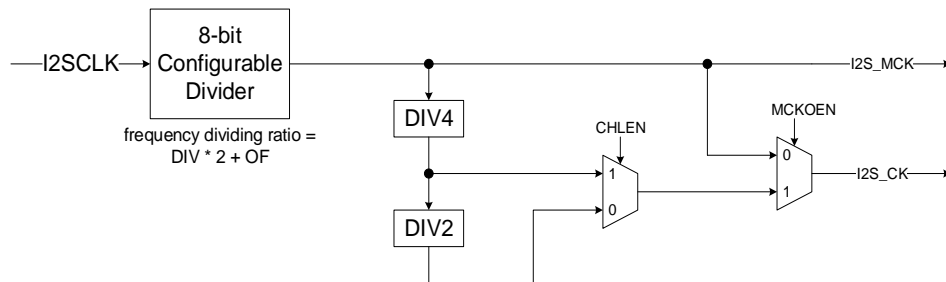 8-bit
Configurable
Divider
I2SCLK
I2S_MCK
frequency dividing ratio =
DIV * 2 + OF
DIV4
CHLEN
MCKOEN
0
I2S_CK
1
1
0
DIV2